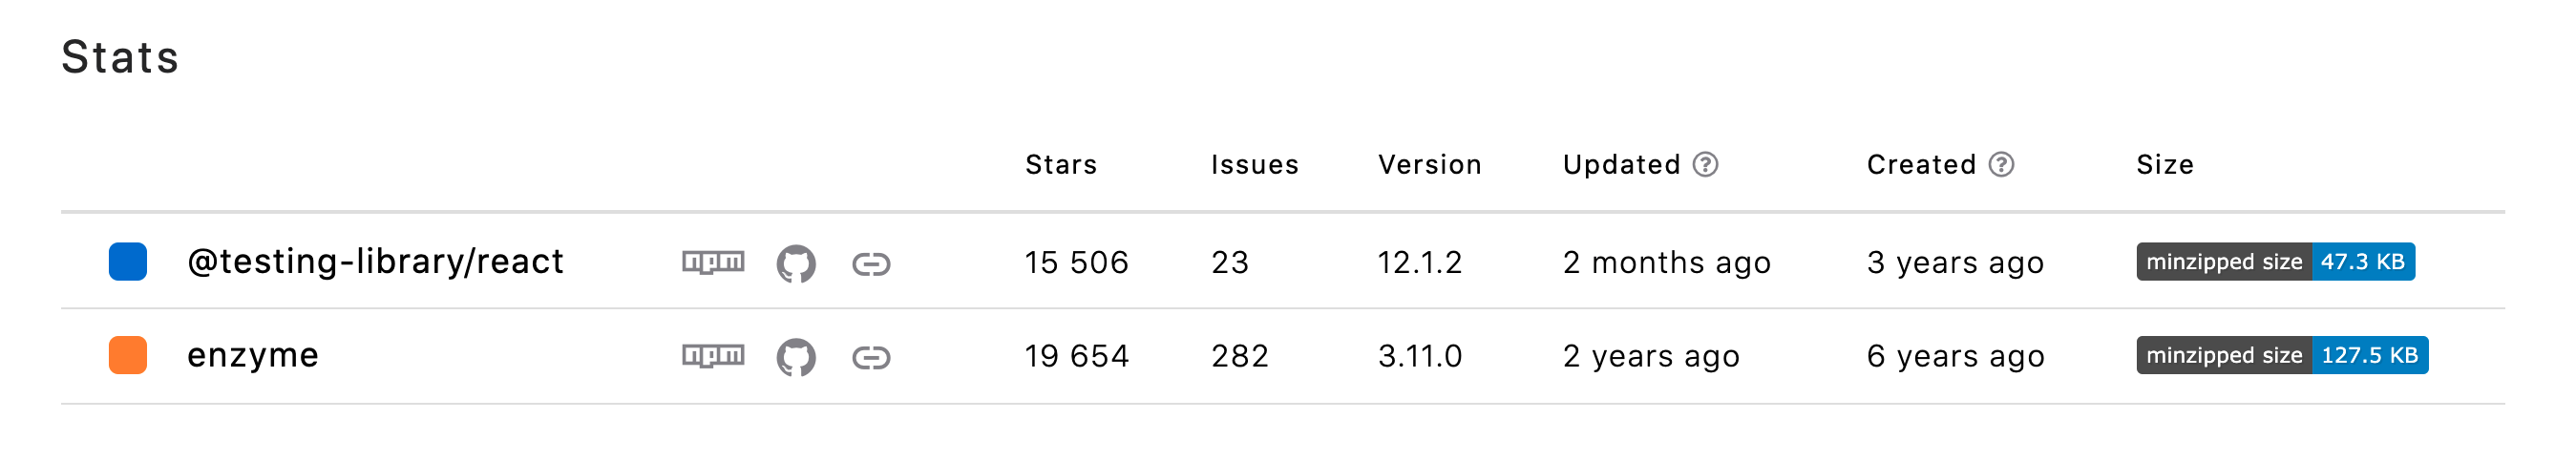 Stats
Stars Issues Version Updated ? Created ? Size
@testing-library/react npm 15 506 23 12.1.2 2 months ago 3 years ago minzipped size 47.3 KB
enzyme npm 19 654 282 3.11.0 2 years ago 6 years ago minzipped size 127.5 KB